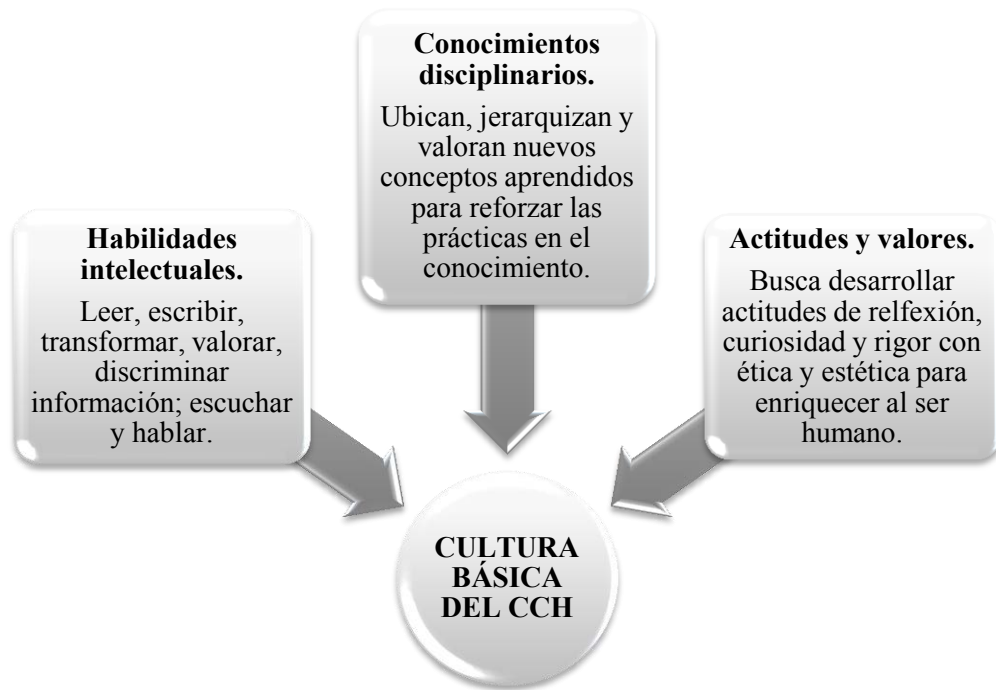 Habilidades
intelectuales.
Leer, escribir,
transformar, valorar,
discriminar
información; escuchar
y hablar.
Conocimientos
disciplinarios.
Ubican, jerarquizan y
valoran nuevos
conceptos aprendidos
para reforzar las
prácticas en el
conocimiento.
Actitudes y valores.
Busca desarrollar
actitudes de relfexión,
curiosidad y rigor con
ética y estética para
enriquecer al ser
humano.
CULTURA
BÁSICA
DEL CCH